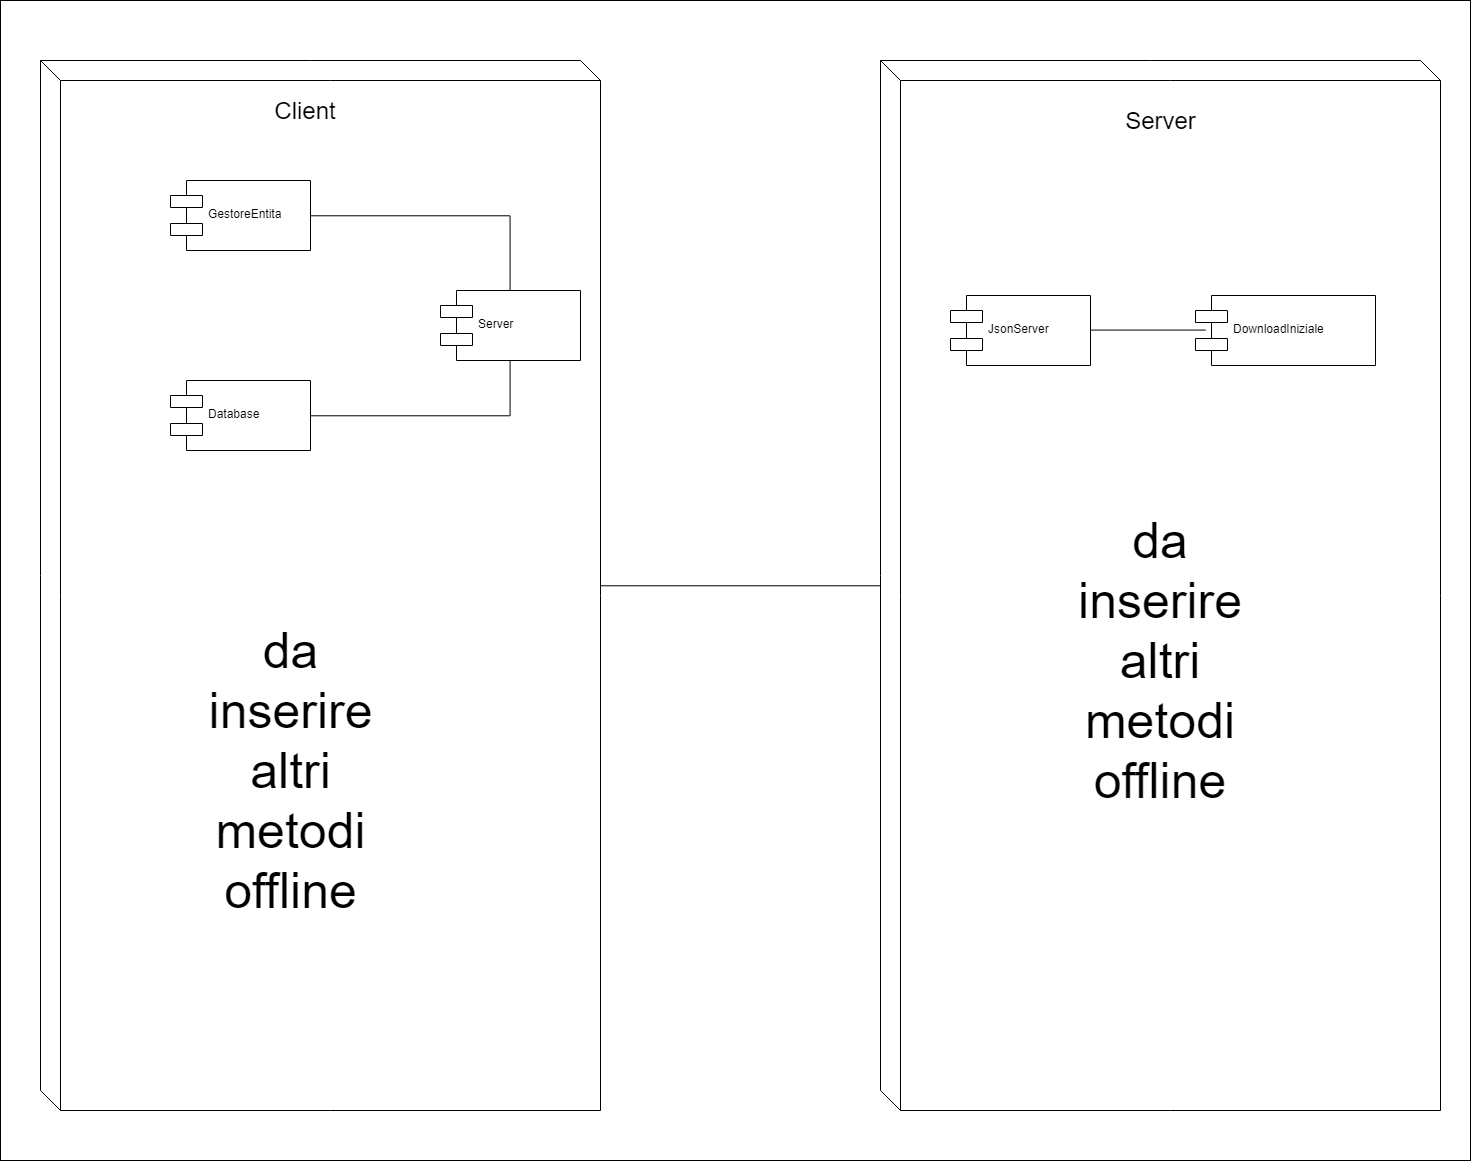 Client
GestoreEntita
Server
Database
da
inserire
altri
metodi
offline
Server
JsonServer
DownloadIniziale
da
inserire
altri
metodi
offline